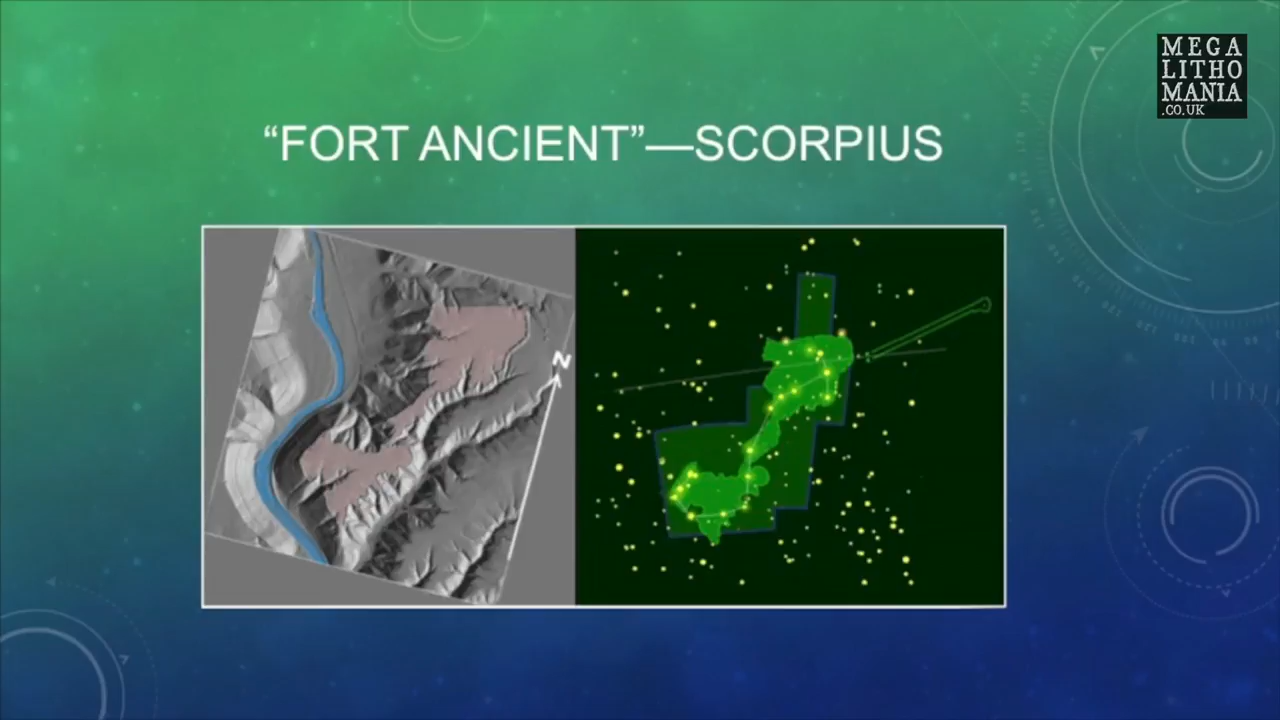 MEGA
LITHO
MANIA
.CO.UK
“FORT ANCIENT”—SCORPIUS
N